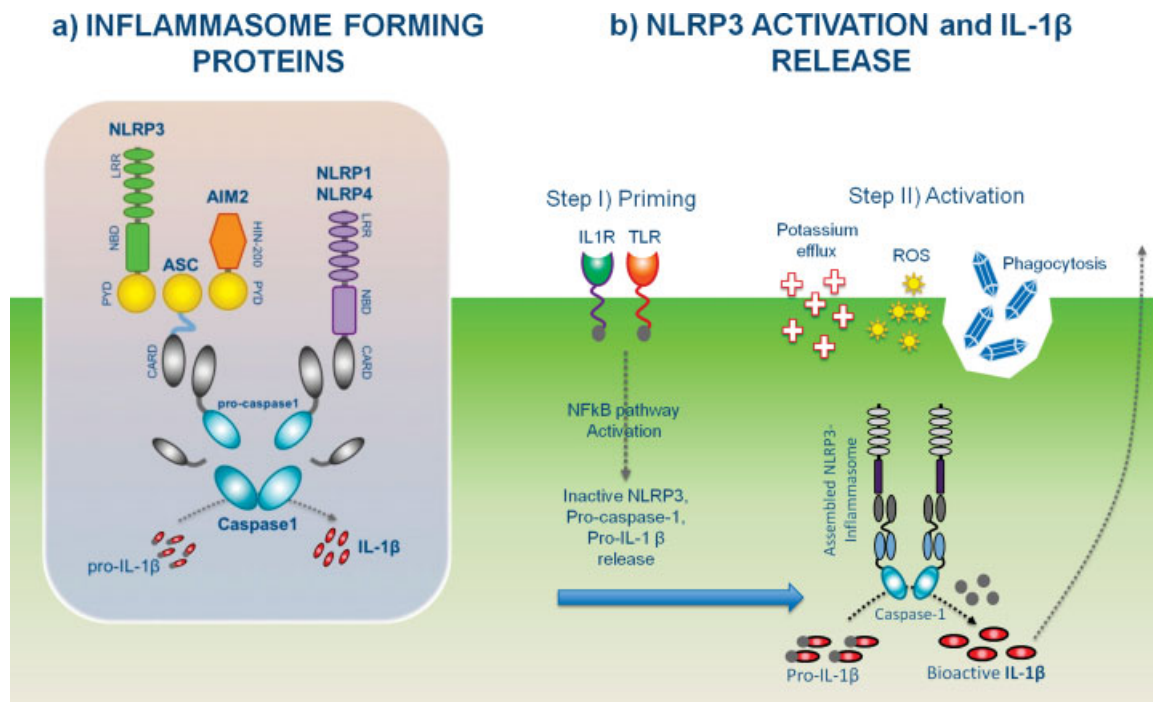 a) INFLAMMASOME FORMING
PROTEINS
NLRP3
LRR
NBD
PYD
ASC
AIM2
HIN-200
PYD
NLRP1
NLRP4
LRR
NBD
CARD
CARD
pro-caspase1
Caspase1
pro-IL-1β
IL-1β
b) NLRP3 ACTIVATION and IL-1β
RELEASE
Step I) Priming
IL1R TLR
NFkB pathway
Activation
Inactive NLRP3,
Pro-caspase-1,
Pro-IL-1 β
release
Step II) Activation
Potassium
efflux
ROS
Phagocytosis
Assembled NLRP3-
Inflammasome
Caspase-1
Pro-IL-1β
Bioactive IL-1β